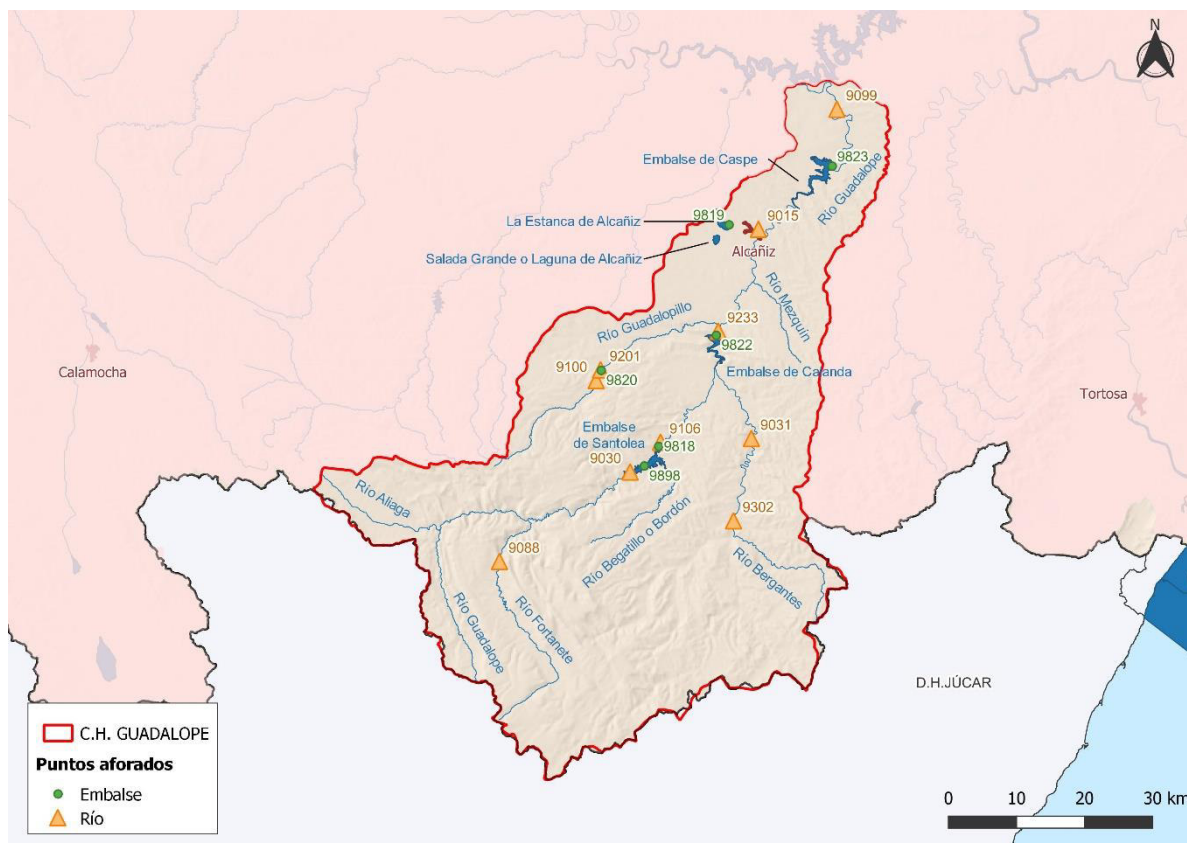 N
9099
Embalse de Caspe
9823
Río Guadalope
La Estanca de Alcañiz
9819
9015
Alcañiz
Salada Grande o Laguna de Alcañiz
Río Mezquín
Río Guadalopillo
9233
9822
Embalse de Calanda
9100
9201
9820
Calamocha
Tortosa
Embalse
de Santolea
9106
9818
9031
9030
9898
Río Aliaga
9302
Río Begatillo o Bordón
9088
Río Bergantes
Río Guadalope
Río Fortanete
D.H.JÚCAR
C.H. GUADALOPE
Puntos aforados
Embalse
Río
0 10 20 30 km